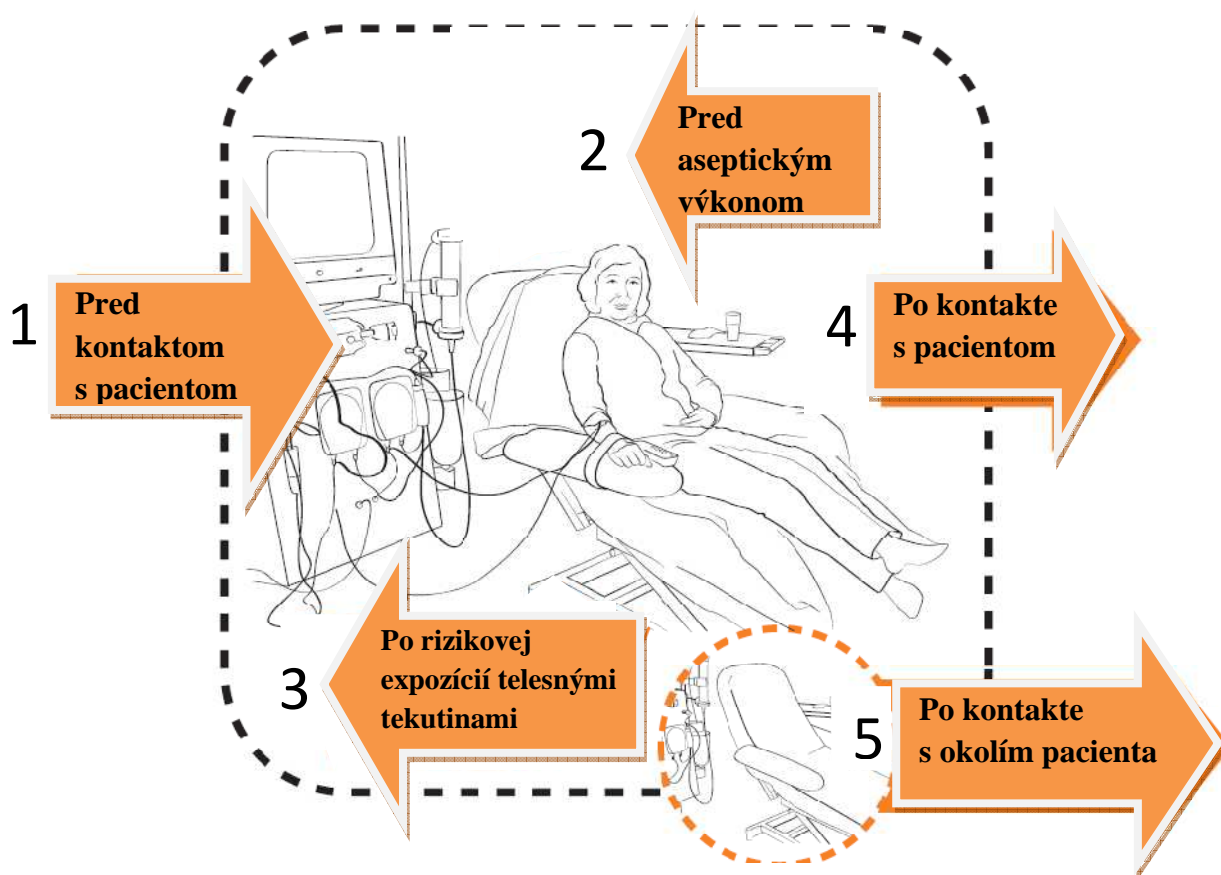 1
Pred
kontaktom
s pacientom
2
Pred
aseptickým
výkonom
3
Po rizikovej
expozícií telesnými
tekutinami
4
Po kontakte
s pacientom
5
Po kontakte
s okolím pacienta